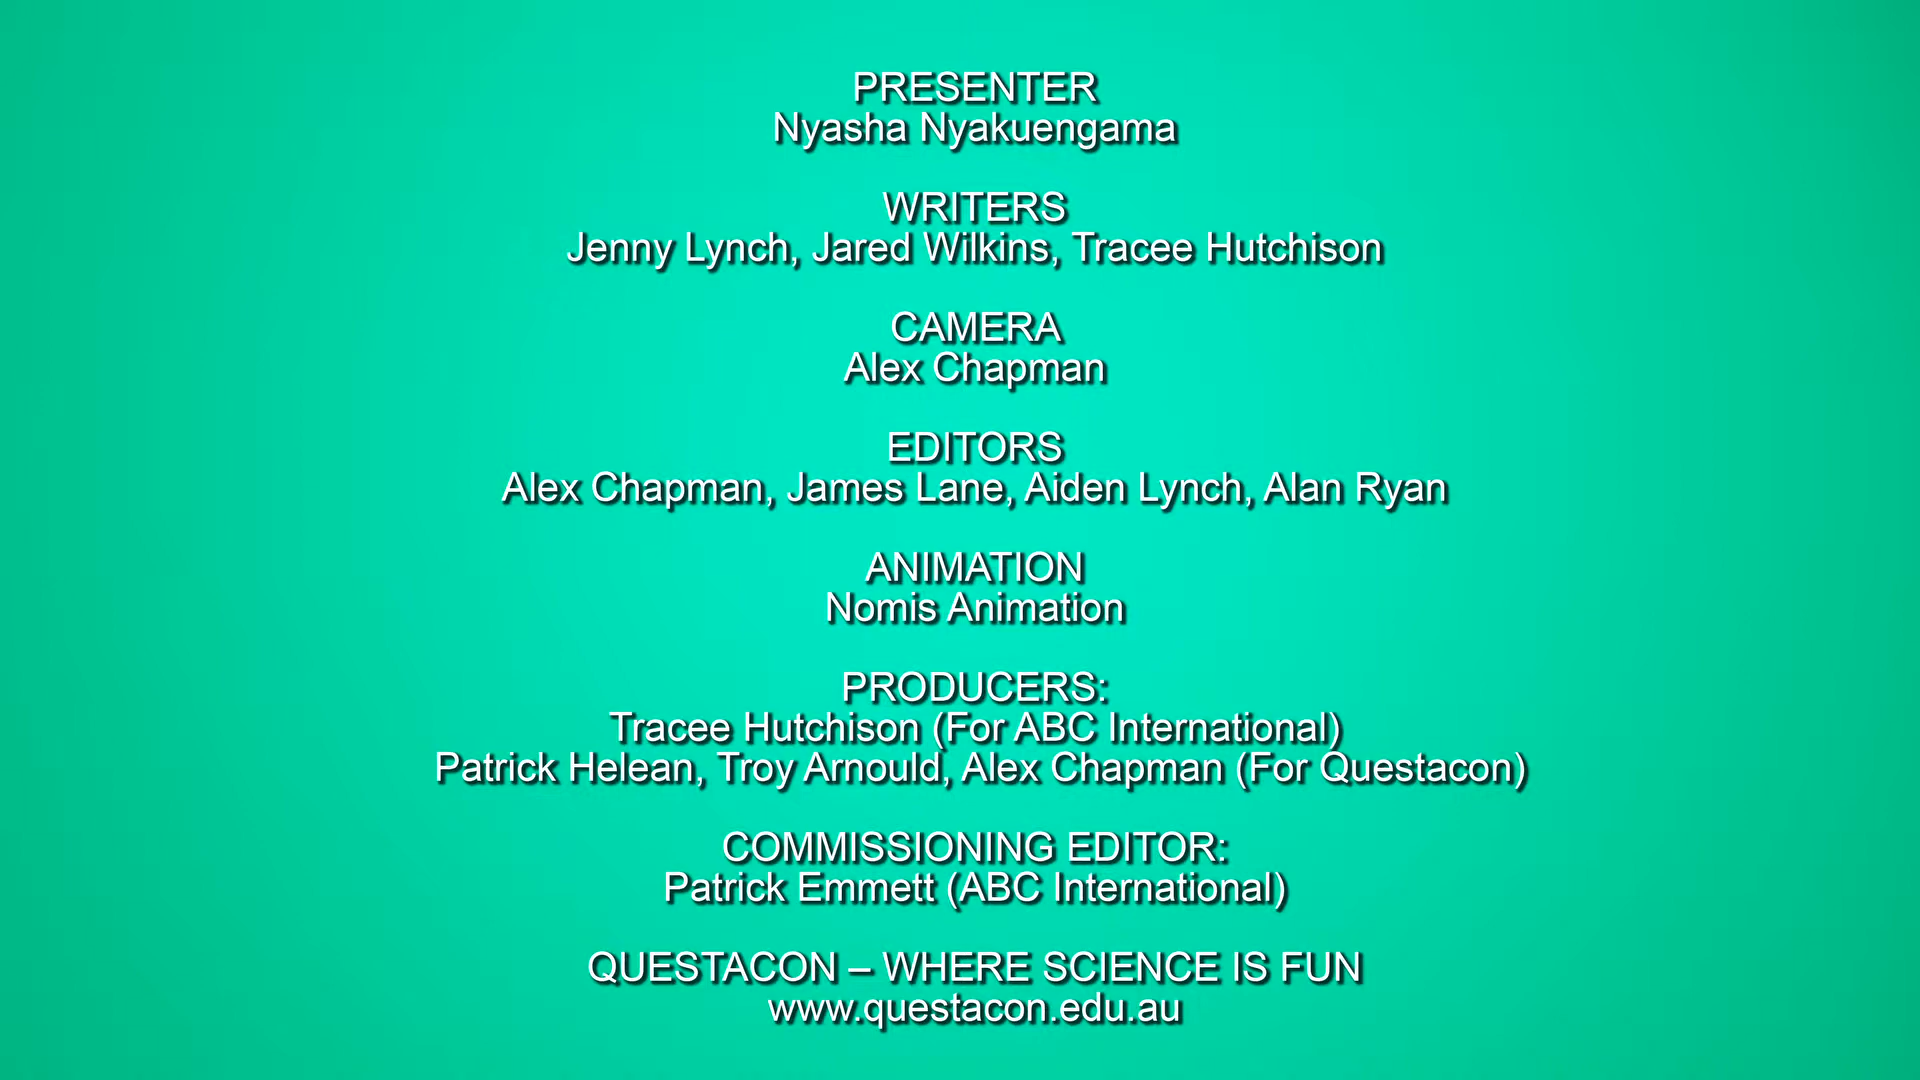 PRESENTER
Nyasha Nyakuengama
WRITERS
Jenny Lynch, Jared Wilkins, Tracee Hutchison
CAMERA
Alex Chapman
EDITORS
Alex Chapman, James Lane, Aiden Lynch, Alan Ryan
ANIMATION
Nomis Animation
PRODUCERS:
Tracee Hutchison (For ABC International)
Patrick Helean, Troy Arnould, Alex Chapman (For Questacon)
COMMISSIONING EDITOR:
Patrick Emmett (ABC International)
QUESTACON – WHERE SCIENCE IS FUN
www.questacon.edu.au